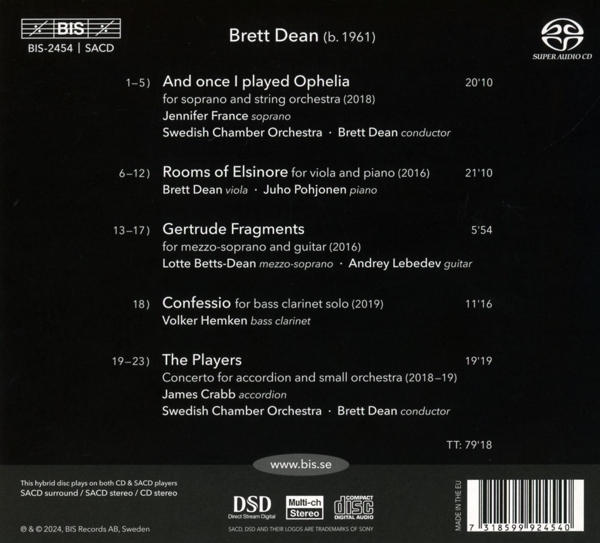 BIS
BIS-2454 | SACD
Brett Dean (b. 1961)
SUPER AUDIO CD
1–5) And once I played Ophelia 20'10
for soprano and string orchestra (2018)
Jennifer France soprano
Swedish Chamber Orchestra · Brett Dean conductor
6–12) Rooms of Elsinore for viola and piano (2016) 21'10
Brett Dean viola · Juho Pohjonen piano
13–17) Gertrude Fragments 5'54
for mezzo-soprano and guitar (2016)
Lotte Betts-Dean mezzo-soprano · Andrey Lebedev guitar
18) Confessio for bass clarinet solo (2019) 11'16
Volker Hemken bass clarinet
19–23) The Players 19'19
Concerto for accordion and small orchestra (2018–19)
James Crabb accordion
Swedish Chamber Orchestra · Brett Dean conductor
TT: 79'18
www.bis.se
This hybrid disc plays on both CD & SACD players
SACD surround / SACD stereo / CD stereo
℗ & © 2024, BIS Records AB, Sweden
DSD
Direct Stream Digital
Multi-ch
Stereo
COMPACT
disc
DIGITAL AUDIO
SACD, DSD AND THEIR LOGOS ARE TRADEMARKS OF SONY
MADE IN THE EU
7 318599 924540